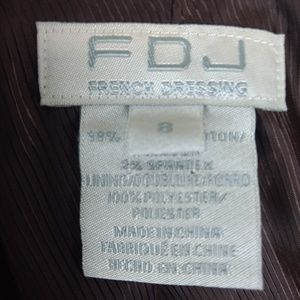 FDJ
FRENCH DRESSING
8
98%
2% SPANDEX
LINING/DOUBLURE/FORRO
100% POLYESTER/
POLIESTER
MADE IN CHINA
FABRIQUÉ EN CHINE
HECHO EN CHINA